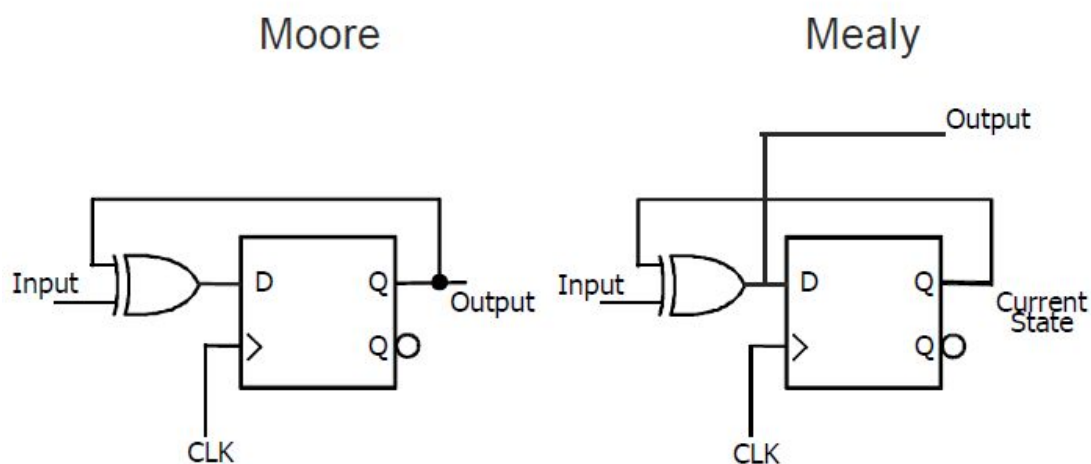 Moore
Input
D
Q
Output
Q
CLK
Mealy
Output
Input
D
Q
Current
State
Q
CLK